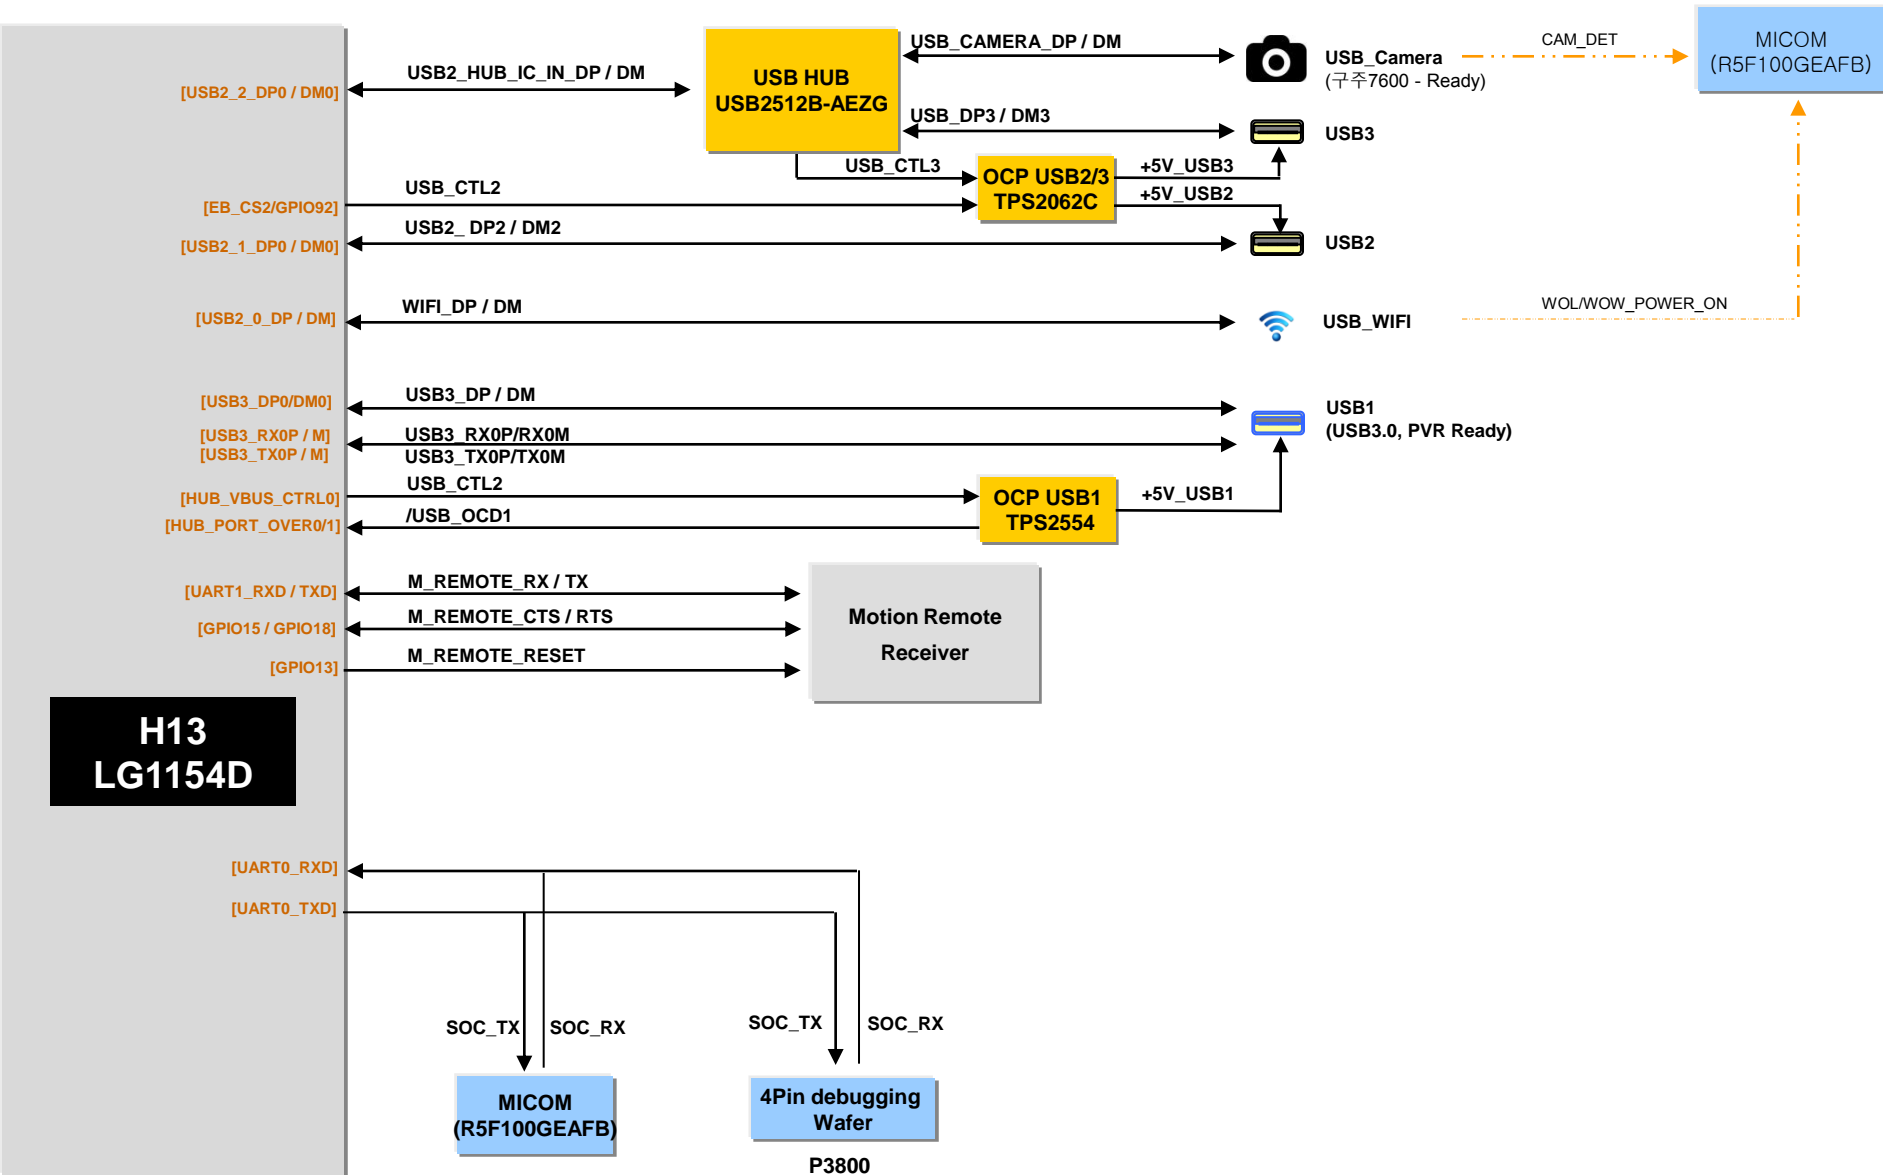 [USB2_2_DP0 / DM0]
USB2_HUB_IC_IN_DP / DM
USB HUB
USB2512B-AEZG
USB_CAMERA_DP / DM
USB_Camera
(구주7600 - Ready)
CAM_DET
MICOM
(R5F100GEAFB)
USB_DP3 / DM3
USB3
USB_CTL3
OCP USB2/3
TPS2062C
+5V_USB3
+5V_USB2
[EB_CS2/GPIO92]
USB_CTL2
[USB2_1_DP0 / DM0]
USB2_ DP2 / DM2
USB2
[USB2_0_DP / DM]
WIFI_DP / DM
USB_WIFI
WOL/WOW_POWER_ON
[USB3_DP0/DM0]
USB3_DP / DM
USB1
(USB3.0, PVR Ready)
[USB3_RX0P / M]
USB3_RX0P/RX0M
[USB3_TX0P / M]
USB3_TX0P/TX0M
[HUB_VBUS_CTRL0]
USB_CTL2
OCP USB1
TPS2554
+5V_USB1
[HUB_PORT_OVER0/1]
/USB_OCD1
[UART1_RXD / TXD]
M_REMOTE_RX / TX
[GPIO15 / GPIO18]
M_REMOTE_CTS / RTS
[GPIO13]
M_REMOTE_RESET
Motion Remote
Receiver
H13
LG1154D
[UART0_RXD]
[UART0_TXD]
SOC_TX
SOC_RX
SOC_TX
SOC_RX
MICOM
(R5F100GEAFB)
4Pin debugging
Wafer
P3800